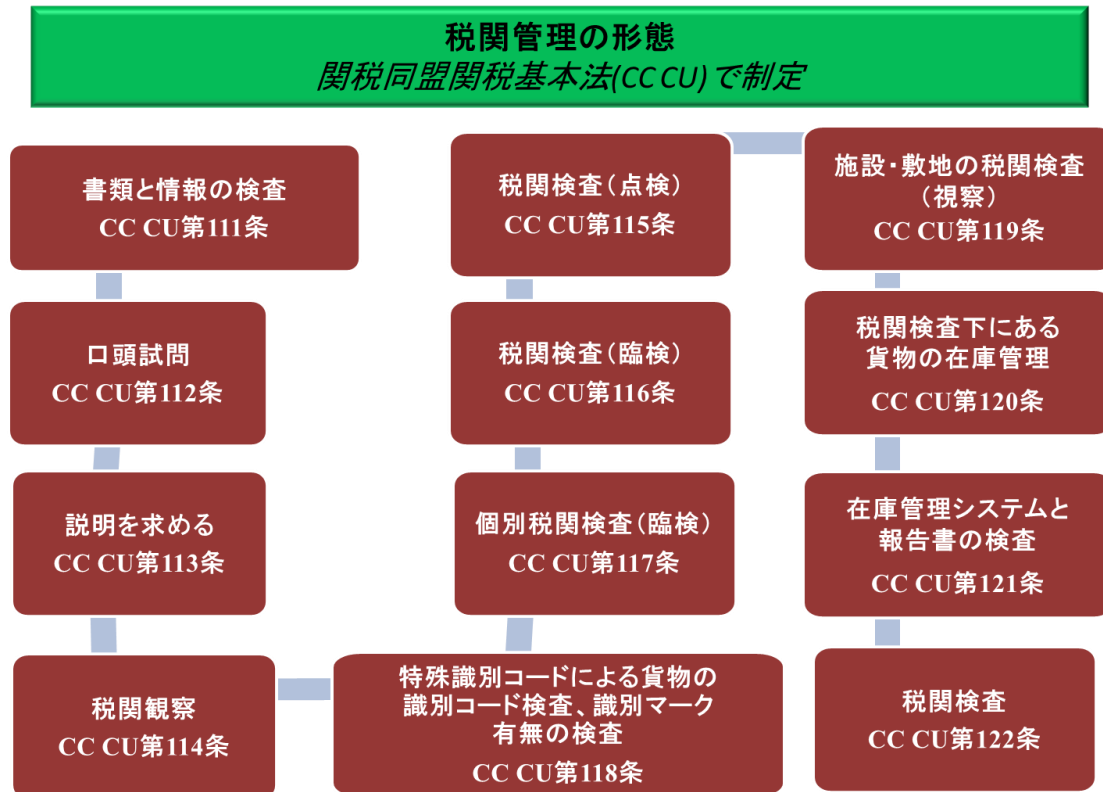 税関管理の形態
関税同盟関税基本法(CC CU)で制定
書類と情報の検査
CC CU第111条
口頭試問
CC CU第112条
説明を求める
CC CU第113条
税関観察
CC CU第114条
税関検査(点検)
CC CU第115条
税関検査(臨検)
CC CU第116条
個別税関検査(臨検)
CC CU第117条
特殊識別コードによる貨物の
識別コード検査、識別マーク
有無の検査
CC CU第118条
施設・敷地の税関検査
(視察)
CC CU第119条
税関検査下にある
貨物の在庫管理
CC CU第120条
在庫管理システムと
報告書の検査
CC CU第121条
税関検査
CC CU第122条